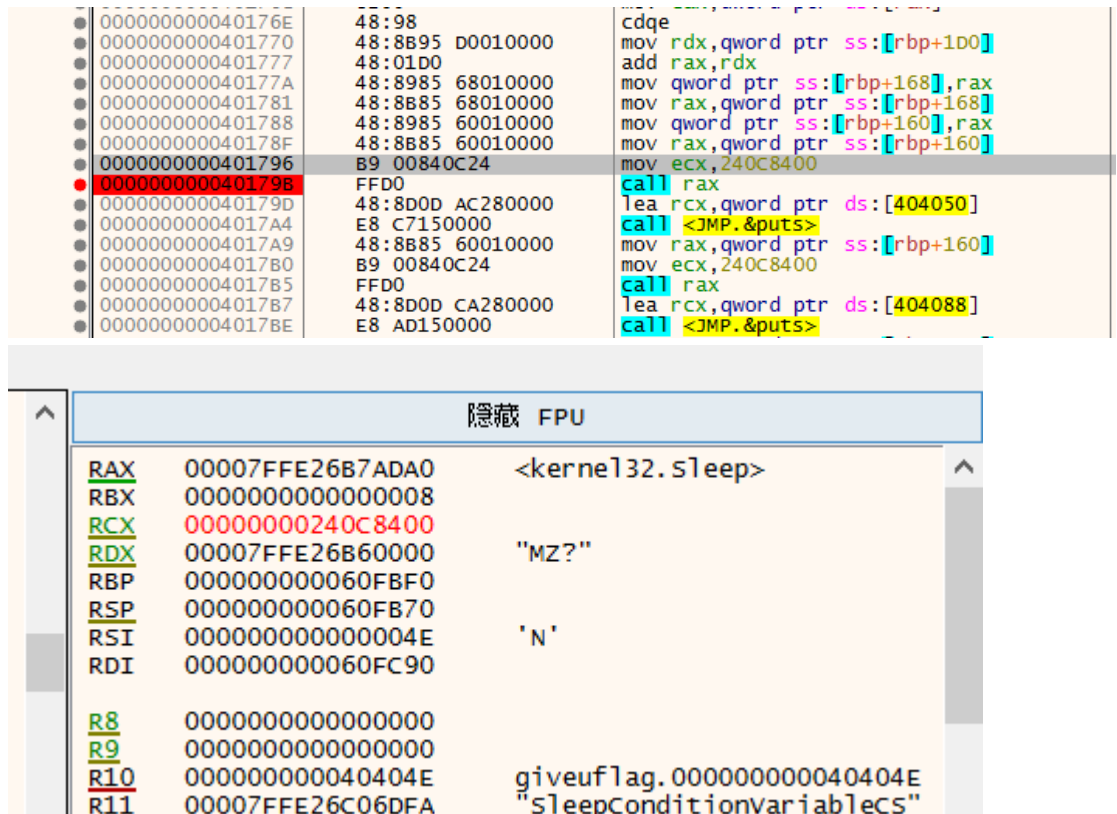 000000000040176E 48:98 cdqe
0000000000401770 48:8B95 D0010000 mov rdx,qword ptr ss:[rbp+1D0]
0000000000401777 48:01D0 add rax,rdx
000000000040177A 48:8985 68010000 mov qword ptr ss:[rbp+168],rax
0000000000401781 48:8B85 68010000 mov rax,qword ptr ss:[rbp+168]
0000000000401788 48:8985 60010000 mov qword ptr ss:[rbp+160],rax
000000000040178F 48:8B85 60010000 mov rax,qword ptr ss:[rbp+160]
0000000000401796 B9 00840C24 mov ecx,240C8400
000000000040179B FFD0 call rax
000000000040179D 48:8D0D AC280000 lea rcx,qword ptr ds:[404050]
00000000004017A4 E8 C7150000 call <JMP.&puts>
00000000004017A9 48:8B85 60010000 mov rax,qword ptr ss:[rbp+160]
00000000004017B0 B9 00840C24 mov ecx,240C8400
00000000004017B5 FFD0 call rax
00000000004017B7 48:8D0D CA280000 lea rcx,qword ptr ds:[404088]
00000000004017BE E8 AD150000 call <JMP.&puts>
隐藏 FPU
RAX 00007FFE26B7ADA0 <kernel32.Sleep>
RBX 0000000000000008
RCX 00000000240C8400
RDX 00007FFE26B60000 "MZ?"
RBP 000000000060FBF0
RSP 000000000060FB70
RSI 000000000000004E 'N'
RDI 000000000060FC90
R8 0000000000000000
R9 0000000000000000
R10 000000000040404E giveuflag.000000000040404E
R11 00007FFE26C06DFA "SleepConditionVariableCS"